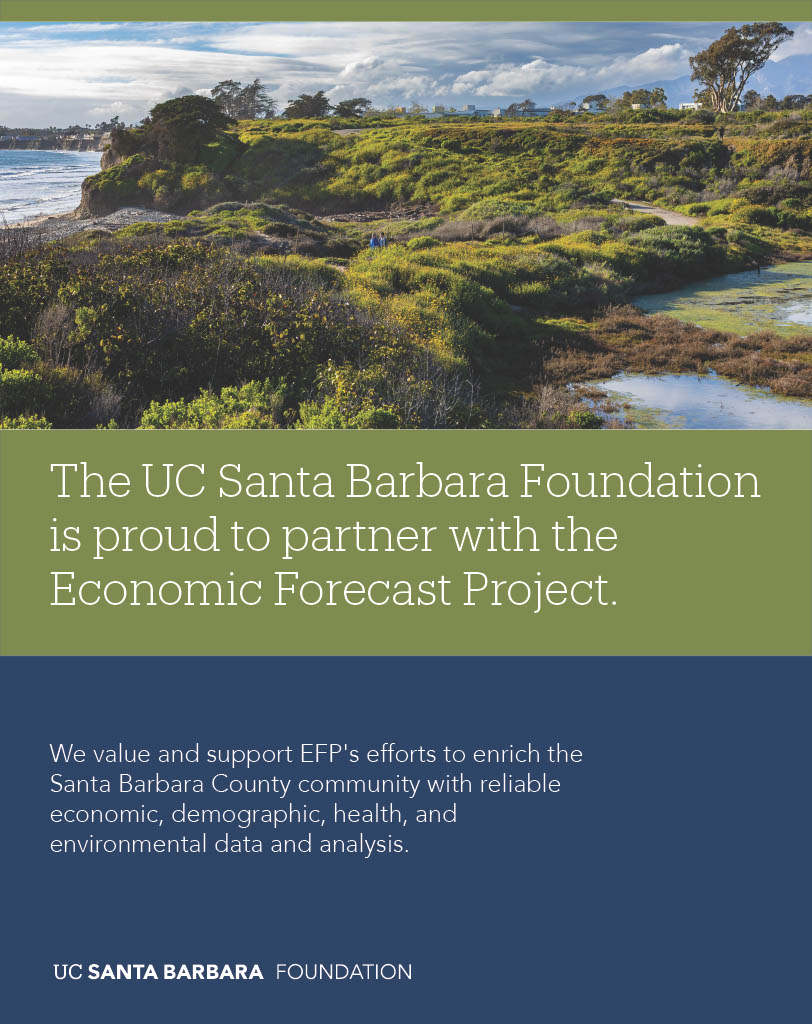 The UC Santa Barbara Foundation
is proud to partner with the
Economic Forecast Project.
We value and support EFP's efforts to enrich the
Santa Barbara County community with reliable
economic, demographic, health, and
environmental data and analysis.
UC SANTA BARBARA FOUNDATION